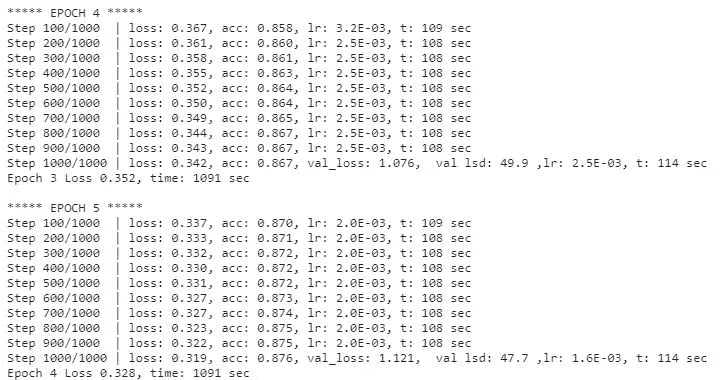 ***** EPOCH 4 *****
Step 100/1000  | loss: 0.367, acc: 0.858, lr: 3.2E-03, t: 109 sec
Step 200/1000  | loss: 0.361, acc: 0.860, lr: 2.5E-03, t: 108 sec
Step 300/1000  | loss: 0.358, acc: 0.861, lr: 2.5E-03, t: 108 sec
Step 400/1000  | loss: 0.355, acc: 0.863, lr: 2.5E-03, t: 108 sec
Step 500/1000  | loss: 0.352, acc: 0.864, lr: 2.5E-03, t: 108 sec
Step 600/1000  | loss: 0.350, acc: 0.864, lr: 2.5E-03, t: 108 sec
Step 700/1000  | loss: 0.349, acc: 0.865, lr: 2.5E-03, t: 108 sec
Step 800/1000  | loss: 0.344, acc: 0.867, lr: 2.5E-03, t: 108 sec
Step 900/1000  | loss: 0.343, acc: 0.867, lr: 2.5E-03, t: 108 sec
Step 1000/1000 | loss: 0.342, acc: 0.867, val_loss: 1.076,  val lsd: 49.9 ,lr: 2.5E-03, t: 114 sec
Epoch 3 Loss 0.352, time: 1091 sec
***** EPOCH 5 *****
Step 100/1000  | loss: 0.337, acc: 0.870, lr: 2.0E-03, t: 109 sec
Step 200/1000  | loss: 0.333, acc: 0.871, lr: 2.0E-03, t: 108 sec
Step 300/1000  | loss: 0.332, acc: 0.872, lr: 2.0E-03, t: 108 sec
Step 400/1000  | loss: 0.330, acc: 0.872, lr: 2.0E-03, t: 108 sec
Step 500/1000  | loss: 0.331, acc: 0.872, lr: 2.0E-03, t: 108 sec
Step 600/1000  | loss: 0.327, acc: 0.873, lr: 2.0E-03, t: 108 sec
Step 700/1000  | loss: 0.327, acc: 0.874, lr: 2.0E-03, t: 108 sec
Step 800/1000  | loss: 0.323, acc: 0.875, lr: 2.0E-03, t: 108 sec
Step 900/1000  | loss: 0.322, acc: 0.875, lr: 2.0E-03, t: 108 sec
Step 1000/1000 | loss: 0.319, acc: 0.876, val_loss: 1.121,  val lsd: 47.7 ,lr: 1.6E-03, t: 114 sec
Epoch 4 Loss 0.328, time: 1091 sec